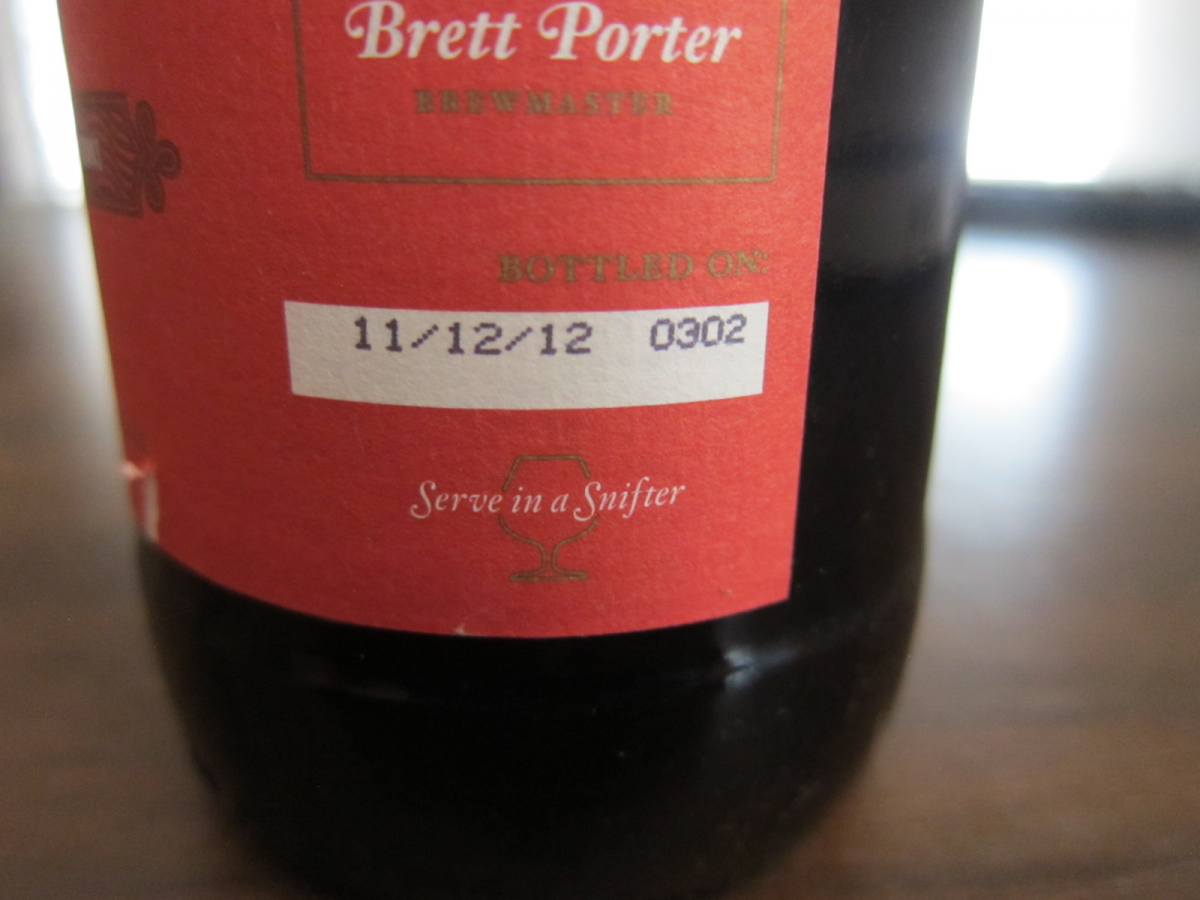 Brett Porter
BREWMASTER
BOTTLED ON:
11/12/12 0302
Serve in a Snifter